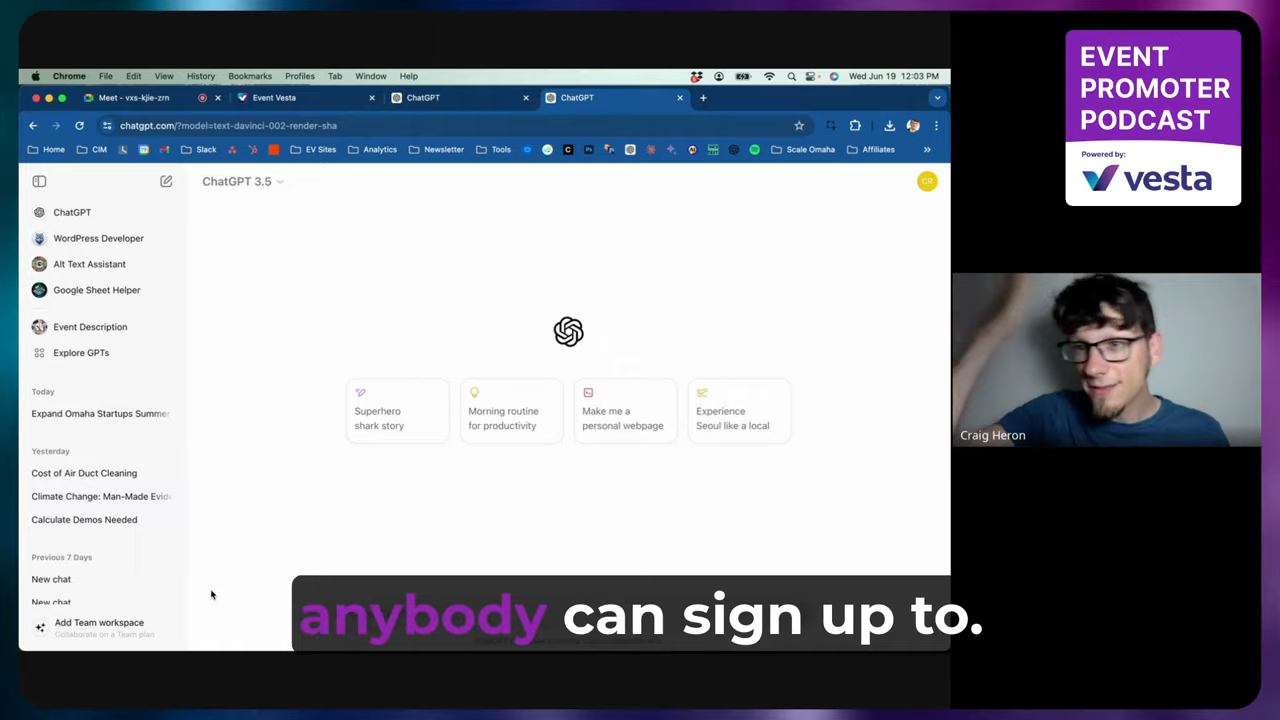 EVENT
PROMOTER
PODCAST
Powered by:
vesta
Chrome File Edit View History Bookmarks Profiles Tab Window Help Wed Jun 19 12:03 PM
Meet - vxs-kjie-zrn Event Vesta ChatGPT ChatGPT
chatgpt.com/?model=text-davinci-002-render-sha
Home CIM Slack EV Sites Analytics Newsletter Tools Scale Omaha Affiliates
ChatGPT 3.5
CR
ChatGPT
WordPress Developer
Alt Text Assistant
Google Sheet Helper
Event Description
Explore GPTs
Today
Expand Omaha Startups Summer
Yesterday
Cost of Air Duct Cleaning
Climate Change: Man-Made Evide
Calculate Demos Needed
Previous 7 Days
New chat
New chat
Add Team workspace
Collaborate on a Team plan
Superhero
shark story
Morning routine
for productivity
Make me a
personal webpage
Experience
Seoul like a local
Craig Heron
anybody can sign up to.